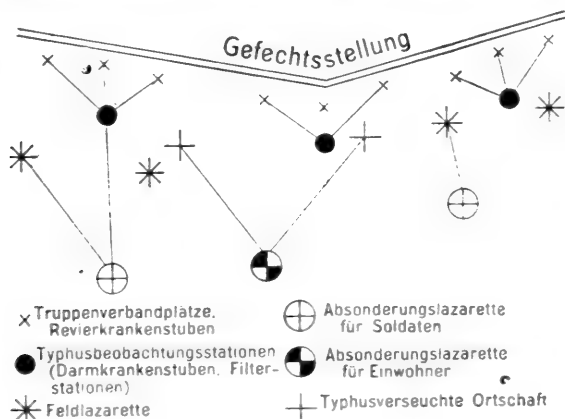 Gefechtsstellung
Truppenverbandplätze,
Revierkrankenstuben
Typhusbeobachtungsstationen
(Darmkrankenstuben, Filter-
stationen)
Feldlazarette
Absonderungslazarette
für Soldaten
Absonderungslazarette
für Einwohner
Typhusverseuchte Ortschaft